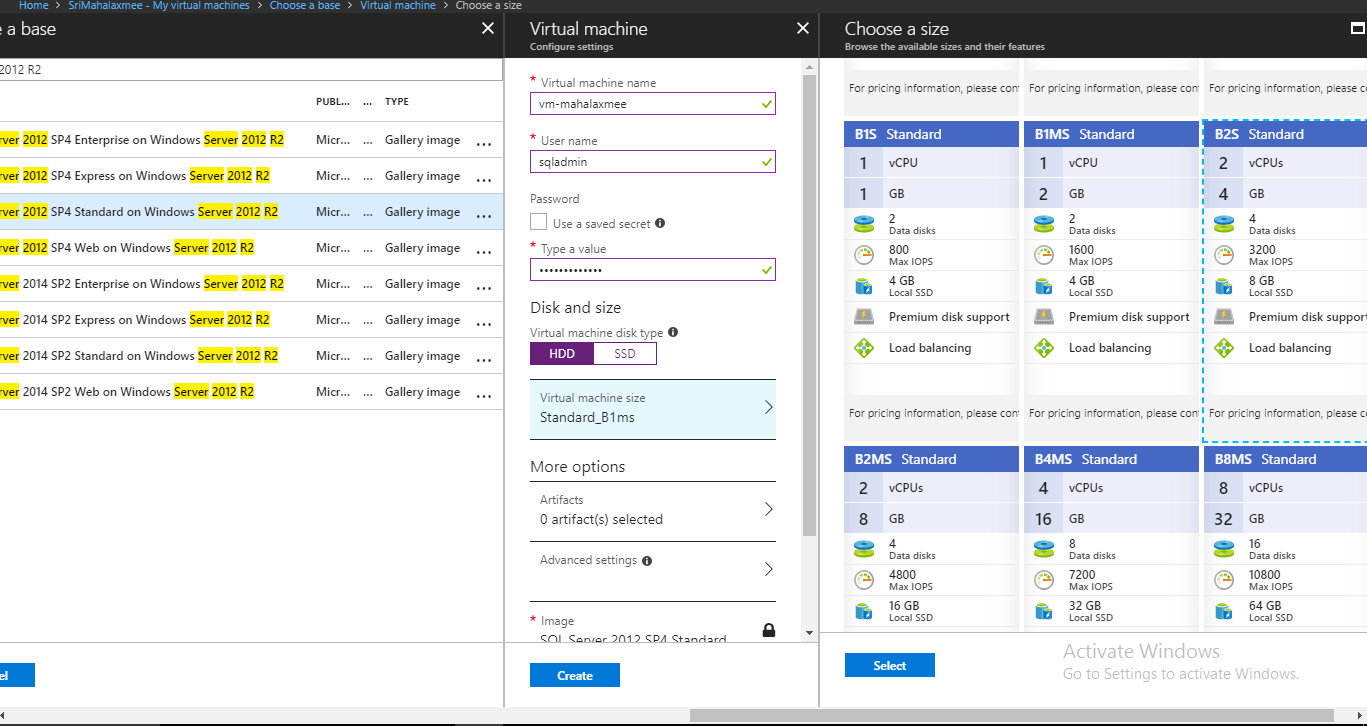 Home > SriMahalaxmee - My virtual machines > Choose a base > Virtual machine > Choose a size
e a base
2012 R2
PUBL... ... TYPE
rver 2012 SP4 Enterprise on Windows Server 2012 R2 Micr... ... Gallery image ...
rver 2012 SP4 Express on Windows Server 2012 R2 Micr... ... Gallery image ...
rver 2012 SP4 Standard on Windows Server 2012 R2 Micr... ... Gallery image ...
rver 2012 SP4 Web on Windows Server 2012 R2 Micr... ... Gallery image ...
rver 2014 SP2 Enterprise on Windows Server 2012 R2 Micr... ... Gallery image ...
rver 2014 SP2 Express on Windows Server 2012 R2 Micr... ... Gallery image ...
rver 2014 SP2 Standard on Windows Server 2012 R2 Micr... ... Gallery image ...
rver 2014 SP2 Web on Windows Server 2012 R2 Micr... ... Gallery image ...
el
Virtual machine
Configure settings
* Virtual machine name
vm-mahalaxmee
* User name
sqladmin
Password
Use a saved secret
* Type a value
•••••••••••••
Disk and size
Virtual machine disk type
HDD SSD
Virtual machine size
Standard_B1ms
More options
Artifacts
0 artifact(s) selected
Advanced settings
* Image
SQL Server 2012 SP4 Standard
Create
Choose a size
Browse the available sizes and their features
For pricing information, please con For pricing information, please con For pricing information, please c
B1S Standard
1 vCPU
1 GB
2
Data disks
800
Max IOPS
4 GB
Local SSD
Premium disk support
Load balancing
B1MS Standard
1 vCPU
2 GB
2
Data disks
1600
Max IOPS
4 GB
Local SSD
Premium disk support
Load balancing
B2S Standard
2 vCPUs
4 GB
4
Data disks
3200
Max IOPS
8 GB
Local SSD
Premium disk support
Load balancing
For pricing information, please con For pricing information, please con For pricing information, please c
B2MS Standard
2 vCPUs
8 GB
4
Data disks
4800
Max IOPS
16 GB
Local SSD
B4MS Standard
4 vCPUs
16 GB
8
Data disks
7200
Max IOPS
32 GB
Local SSD
B8MS Standard
8 vCPUs
32 GB
16
Data disks
10800
Max IOPS
64 GB
Local SSD
Select
Activate Windows
Go to Settings to activate Windows.